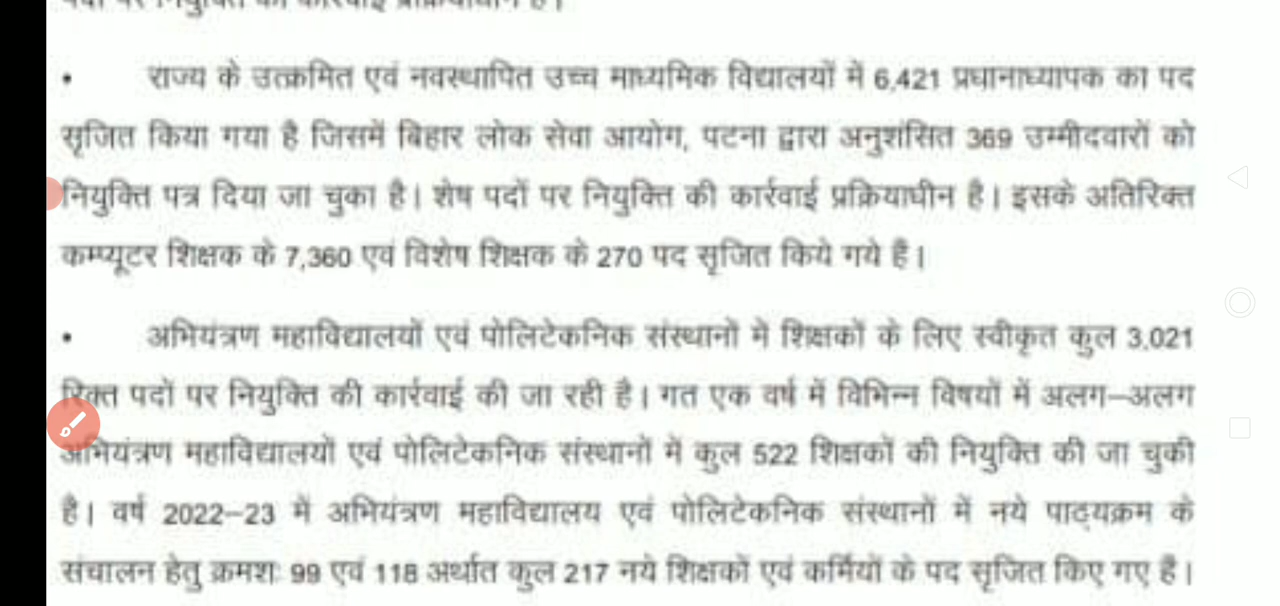 पदों पर नियुक्ति की कार्रवाई प्रक्रियाधीन है।
• राज्य के उत्क्रमित एवं नवस्थापित उच्च माध्यमिक विद्यालयों में 6,421 प्रधानाध्यापक का पद
सृजित किया गया है जिसमें बिहार लोक सेवा आयोग, पटना द्वारा अनुशंसित 369 उम्मीदवारों को
नियुक्ति पत्र दिया जा चुका है। शेष पदों पर नियुक्ति की कार्रवाई प्रक्रियाधीन है। इसके अतिरिक्त
कम्प्यूटर शिक्षक के 7,360 एवं विशेष शिक्षक के 270 पद सृजित किये गये हैं।
• अभियंत्रण महाविद्यालयों एवं पोलिटेकनिक संस्थानों में शिक्षकों के लिए स्वीकृत कुल 3,021
रिक्त पदों पर नियुक्ति की कार्रवाई की जा रही है। गत एक वर्ष में विभिन्न विषयों में अलग–अलग
अभियंत्रण महाविद्यालयों एवं पोलिटेकनिक संस्थानों में कुल 522 शिक्षकों की नियुक्ति की जा चुकी
है। वर्ष 2022–23 में अभियंत्रण महाविद्यालय एवं पोलिटेकनिक संस्थानों में नये पाठ्यक्रम के
संचालन हेतु क्रमशः 99 एवं 118 अर्थात कुल 217 नये शिक्षकों एवं कर्मियों के पद सृजित किए गए हैं।